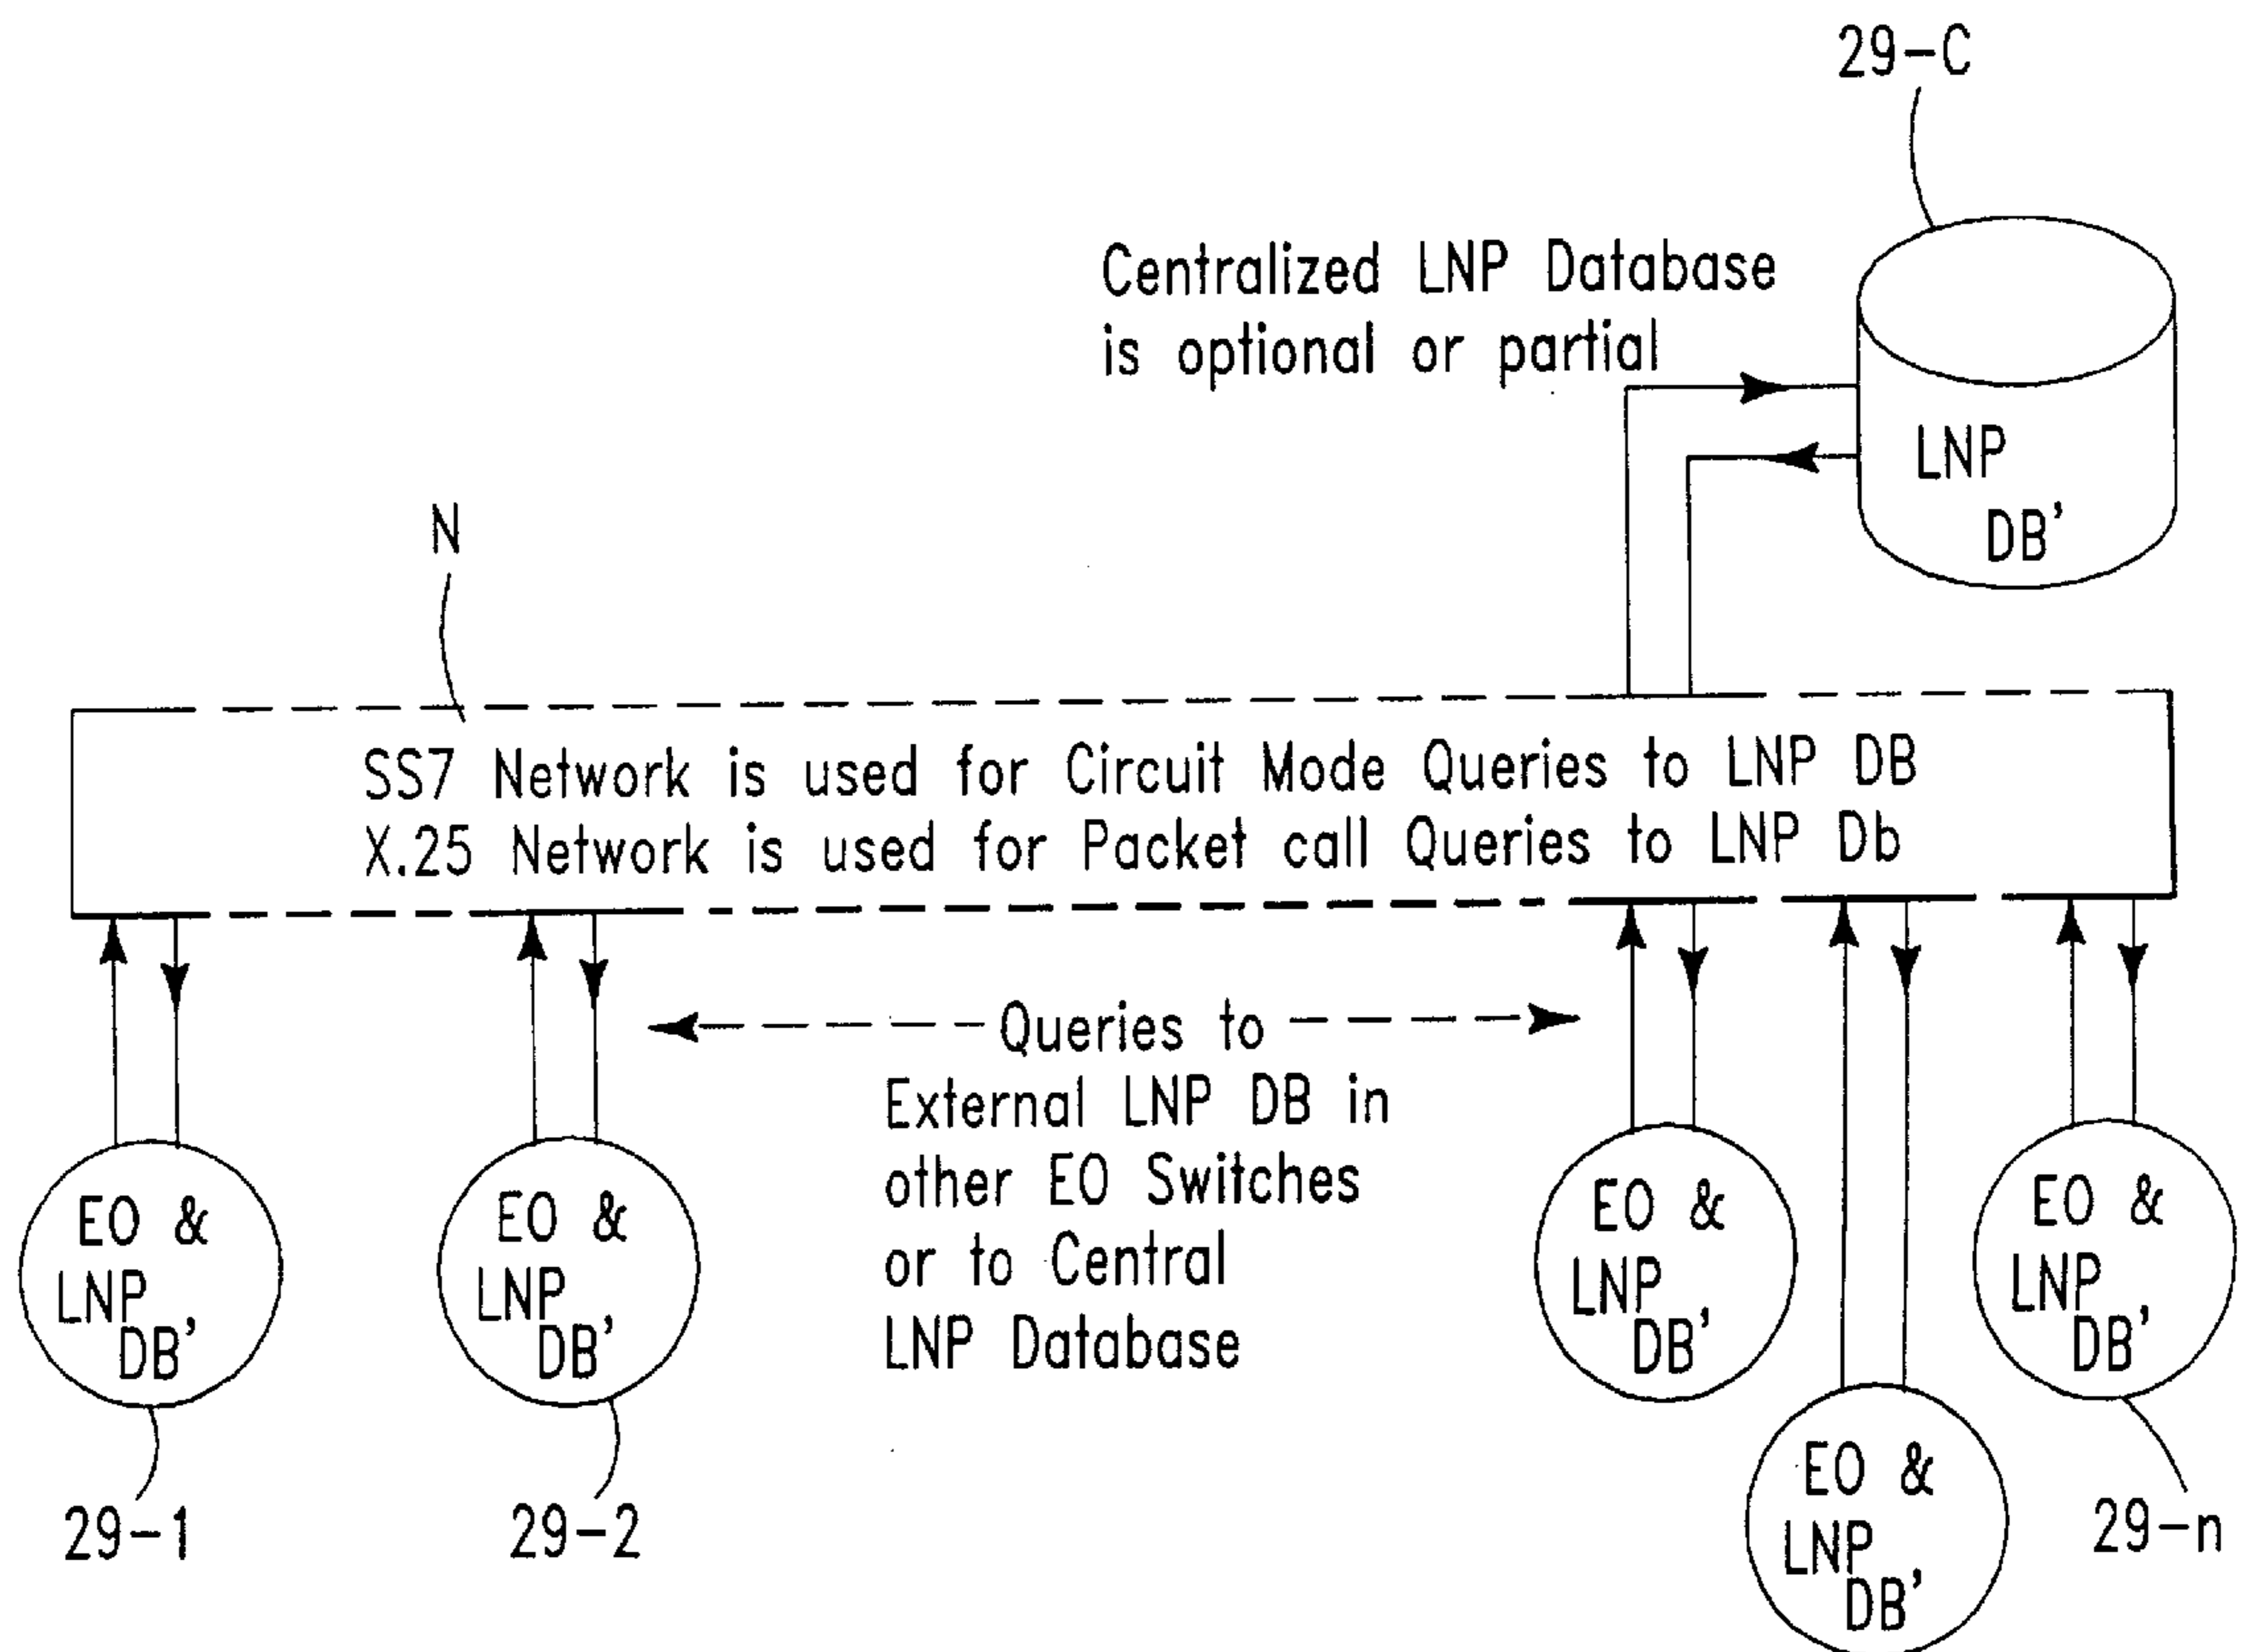 29-C
Centralized LNP Database
is optional or partial
LNP
DB'
N
SS7 Network is used for Circuit Mode Queries to LNP DB
X.25 Network is used for Packet call Queries to LNP Db
Queries to
External LNP DB in
other EO Switches
or to Central
LNP Database
EO &
LNP
DB'
29-1
EO &
LNP
DB'
29-2
EO &
LNP
DB'
EO &
LNP
DB'
EO &
LNP
DB'
29-n